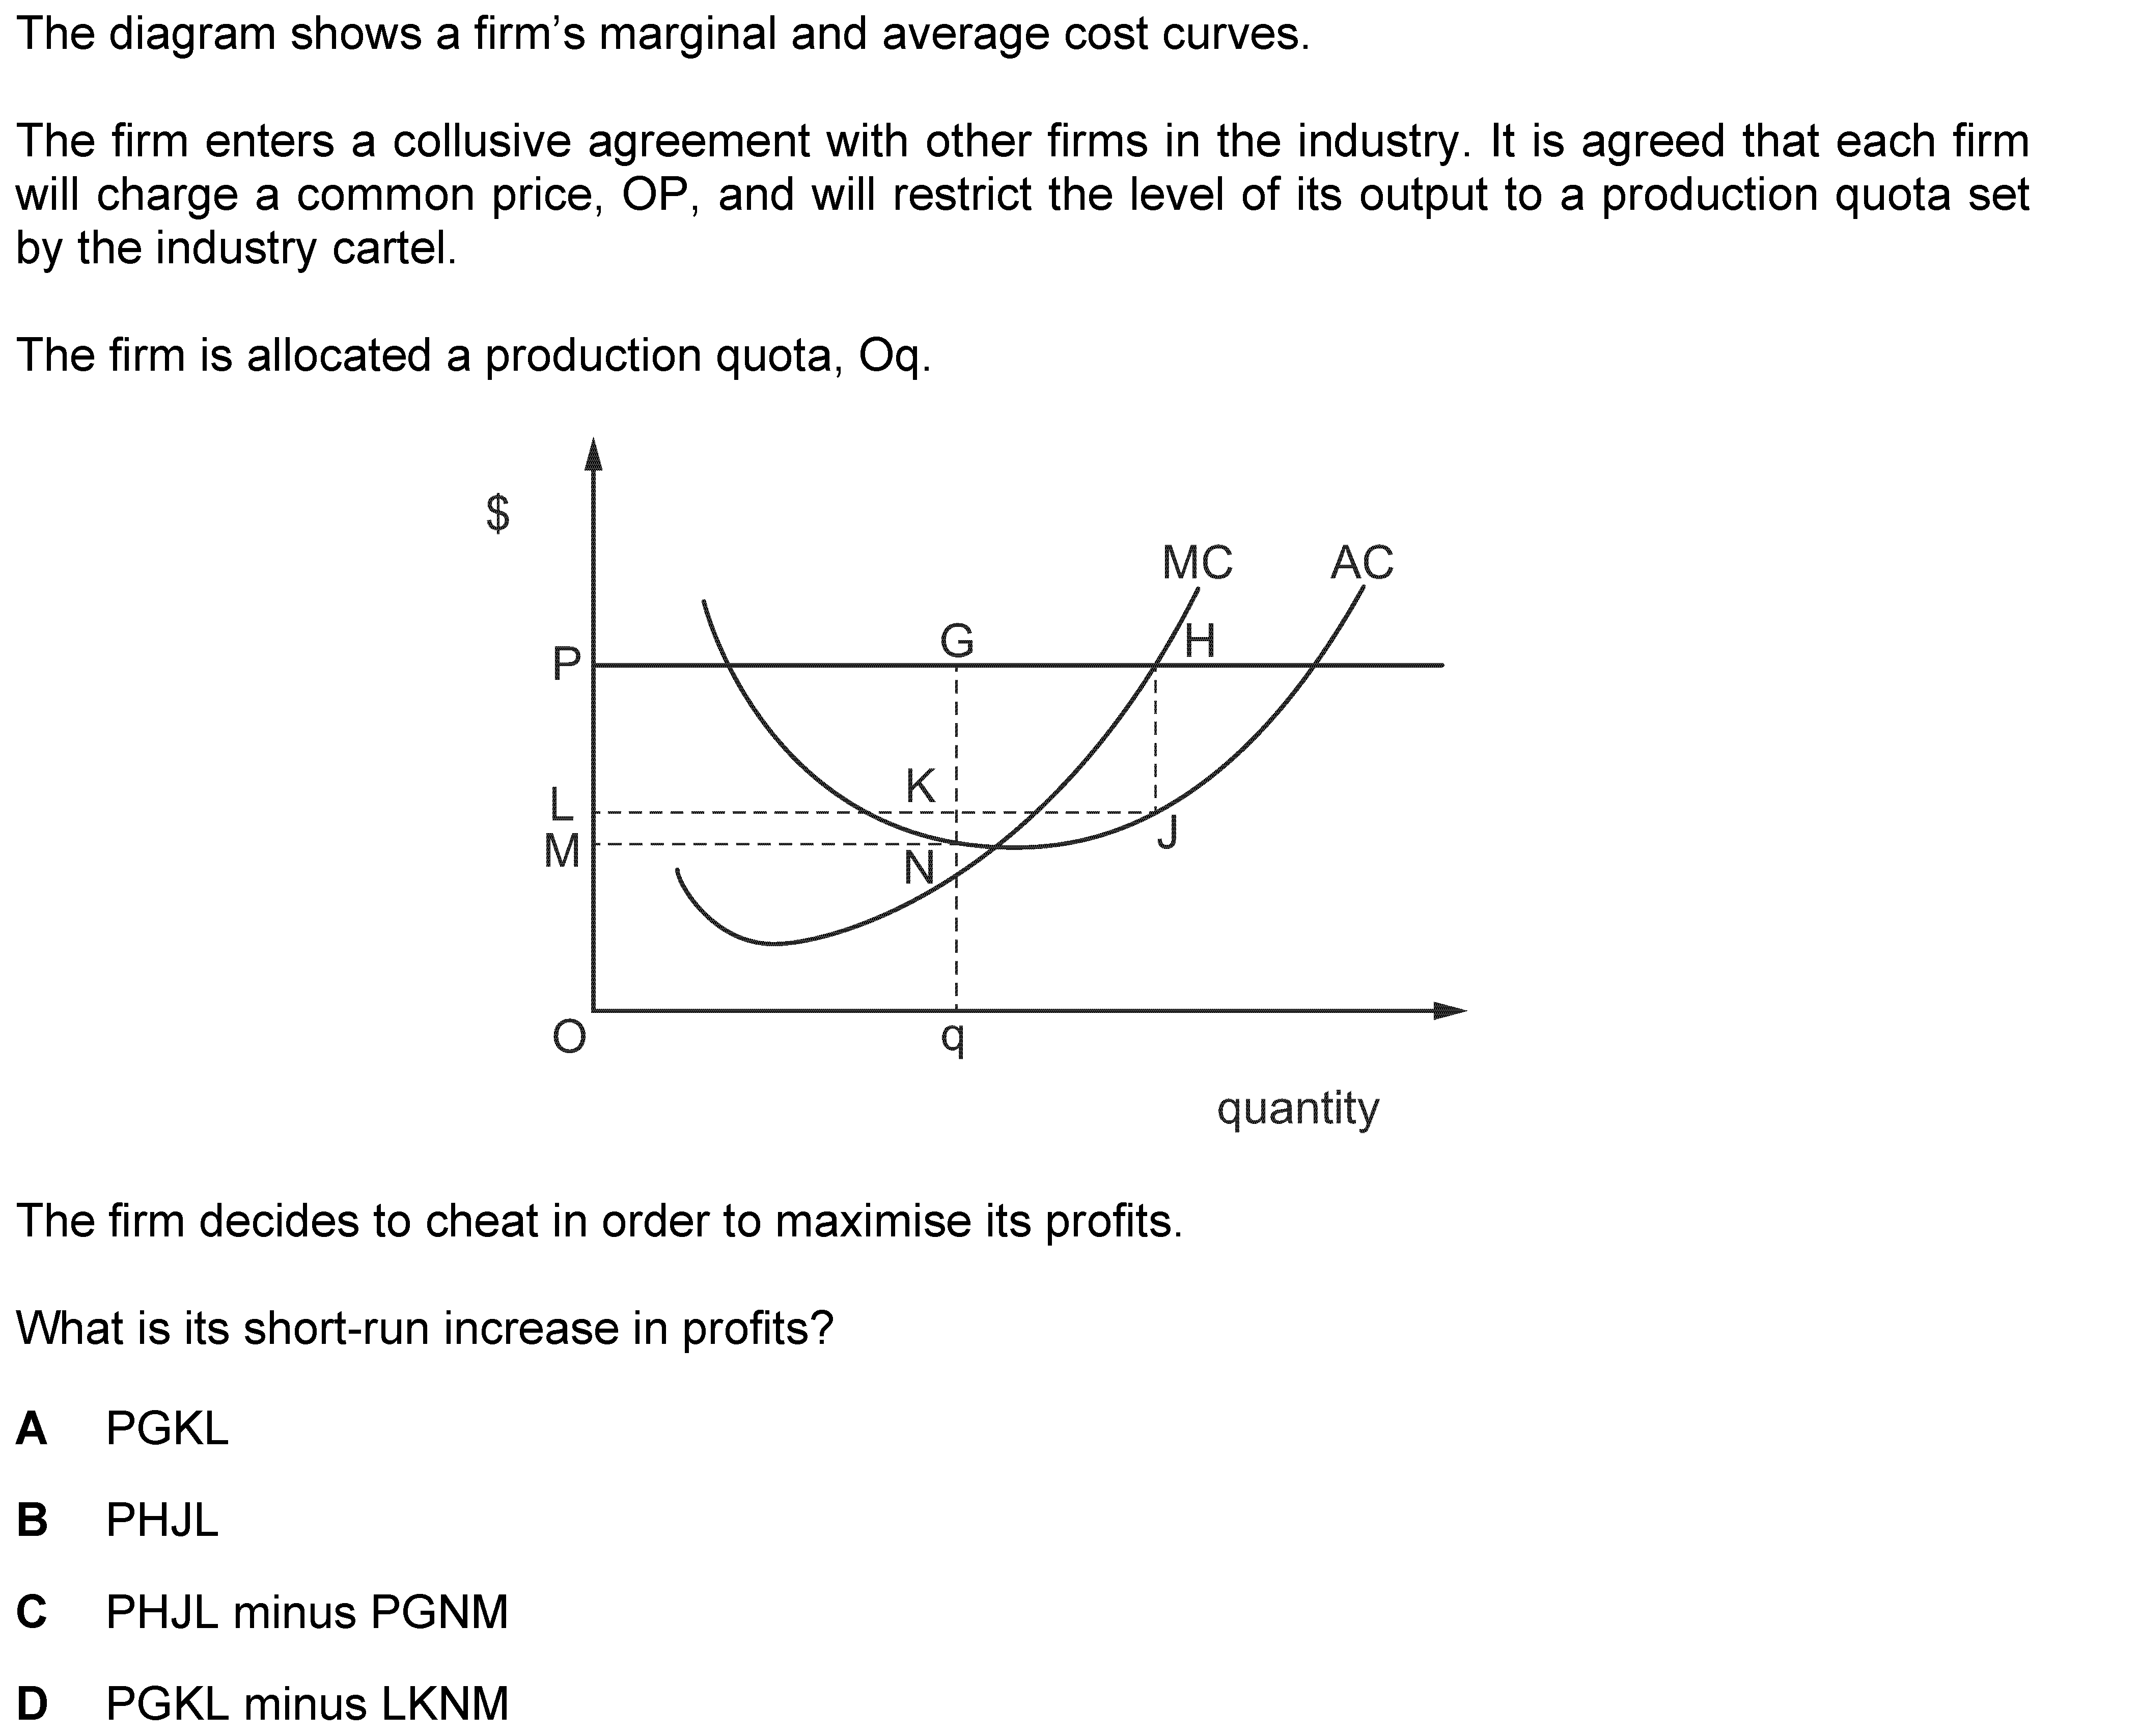 The diagram shows a firm’s marginal and average cost curves.
The firm enters a collusive agreement with other firms in the industry. It is agreed that each firm
will charge a common price, OP, and will restrict the level of its output to a production quota set
by the industry cartel.
The firm is allocated a production quota, Oq.
$
MC AC
P G H
L K
M N J
O q
quantity
The firm decides to cheat in order to maximise its profits.
What is its short-run increase in profits?
A PGKL
B PHJL
C PHJL minus PGNM
D PGKL minus LKNM